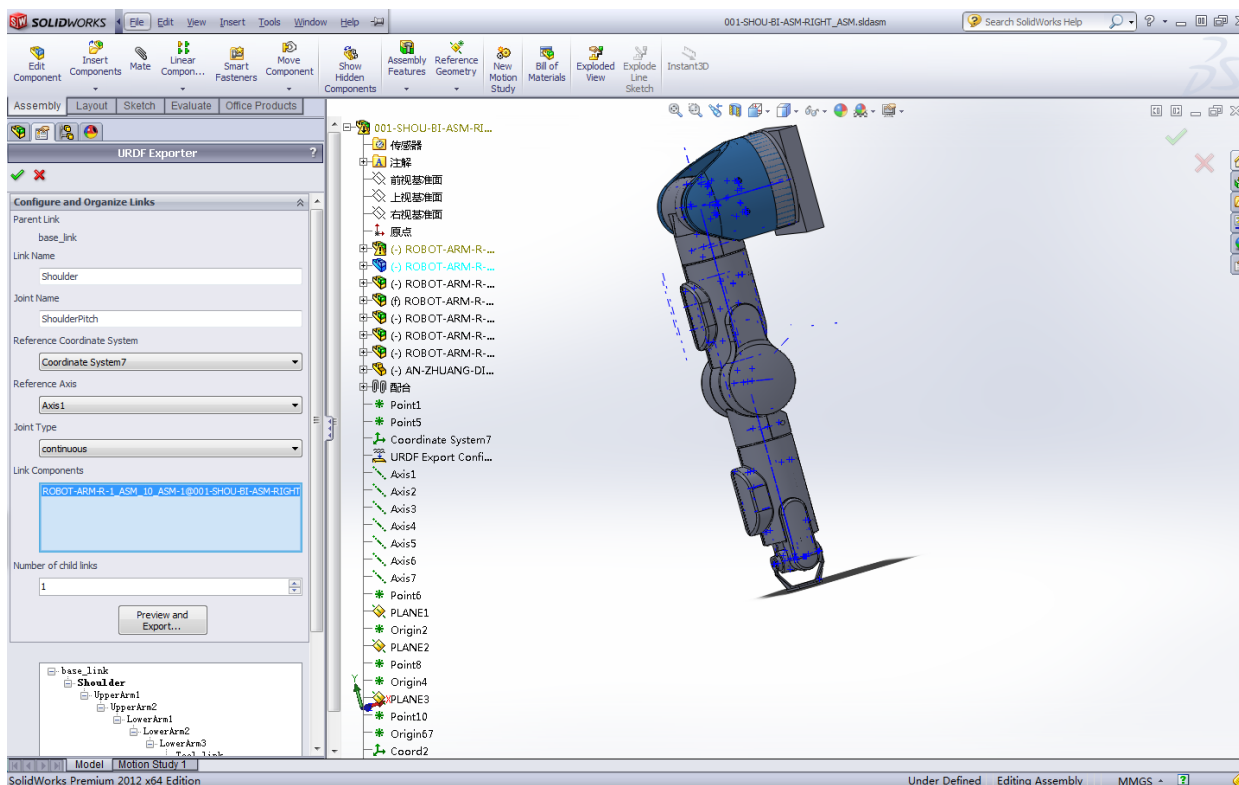 SOLIDWORKS File Edit View Insert Tools Window Help 001-SHOU-BI-ASM-RIGHT_ASM.sldasm Search SolidWorks Help
Edit Component
Insert Components
Mate
Linear Compon...
Smart Fasteners
Move Component
Show Hidden Components
Assembly Features
Reference Geometry
New Motion Study
Bill of Materials
Exploded View
Explode Line Sketch
Instant3D
Assembly Layout Sketch Evaluate Office Products
URDF Exporter ?
Configure and Organize Links
Parent Link
base_link
Link Name
Shoulder
Joint Name
ShoulderPitch
Reference Coordinate System
Coordinate System7
Reference Axis
Axis1
Joint Type
continuous
Link Components
ROBOT-ARM-R-1_ASM_10_ASM-1@001-SHOU-BI-ASM-RIGHT
Number of child links
1
Preview and
Export...
base_link
Shoulder
UpperArm1
UpperArm2
LowerArm1
LowerArm2
LowerArm3
Tool_link
001-SHOU-BI-ASM-RI...
传感器
注解
前视基准面
上视基准面
右视基准面
原点
(-) ROBOT-ARM-R-...
(-) ROBOT-ARM-R-...
(-) ROBOT-ARM-R-...
(f) ROBOT-ARM-R-...
(-) ROBOT-ARM-R-...
(-) ROBOT-ARM-R-...
(-) ROBOT-ARM-R-...
(-) AN-ZHUANG-DI...
配合
Point1
Point5
Coordinate System7
URDF Export Confi...
Axis1
Axis2
Axis3
Axis4
Axis5
Axis6
Axis7
Point6
PLANE1
Origin2
PLANE2
Point8
Origin4
PLANE3
Point10
Origin67
Coord2
Y
X
Model Motion Study 1
SolidWorks Premium 2012 x64 Edition Under Defined Editing Assembly MMGS